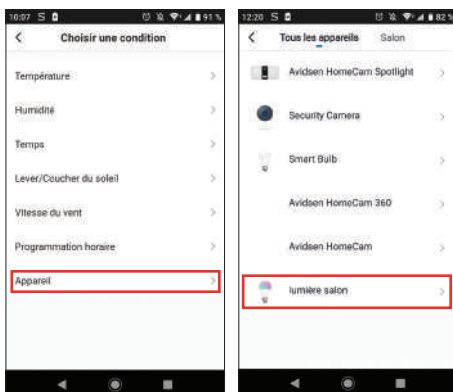 10:07 S 91 %
Choisir une condition
Température
Humidité
Temps
Lever/Coucher du soleil
Vitesse du vent
Programmation horaire
Appareil
12:20 S 82 %
Tous les appareils Salon
Avidsen HomeCam Spotlight
Security Camera
Smart Bulb
Avidsen HomeCam 360
Avidsen HomeCam
lumière salon